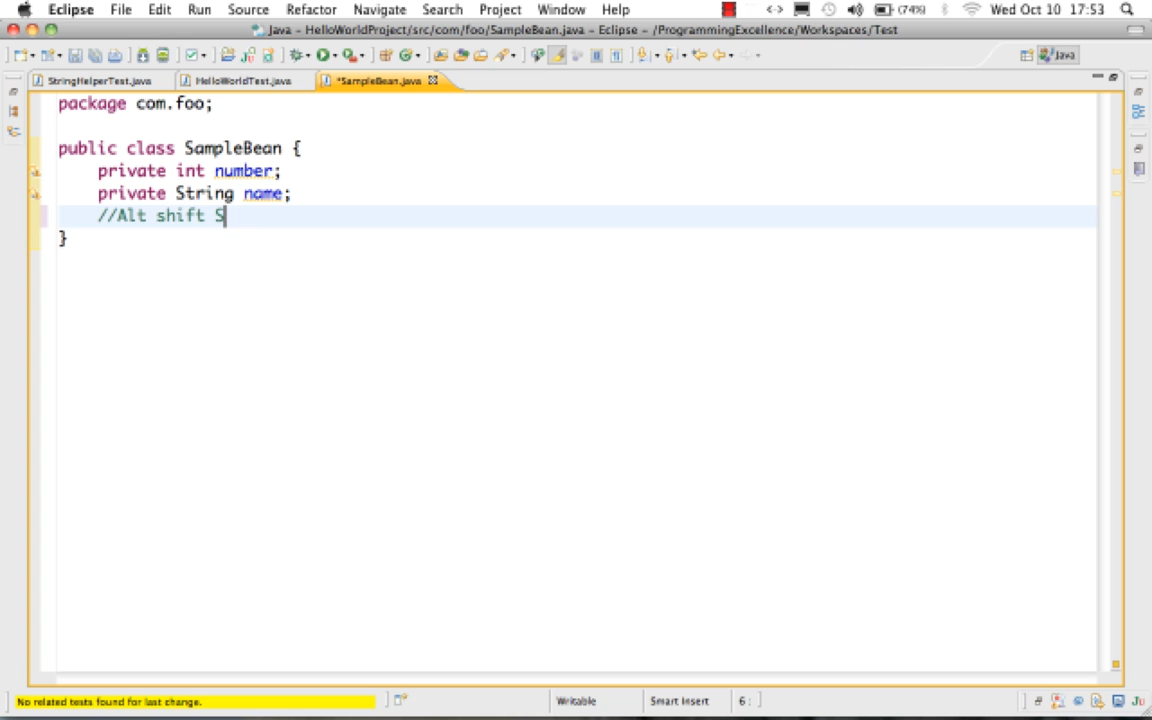 Eclipse File Edit Run Source Refactor Navigate Search Project Window Help (74%) Wed Oct 10 17:53
Java – HelloWorldProject/src/com/foo/SampleBean.java – Eclipse – /ProgrammingExcellence/Workspaces/Test
Java
StringHelperTest.java HelloWorldTest.java *SampleBean.java
package com.foo;
public class SampleBean {
private int number;
private String name;
//Alt shift S
}
No related tests found for last change. Writable Smart Insert 6 : Ju